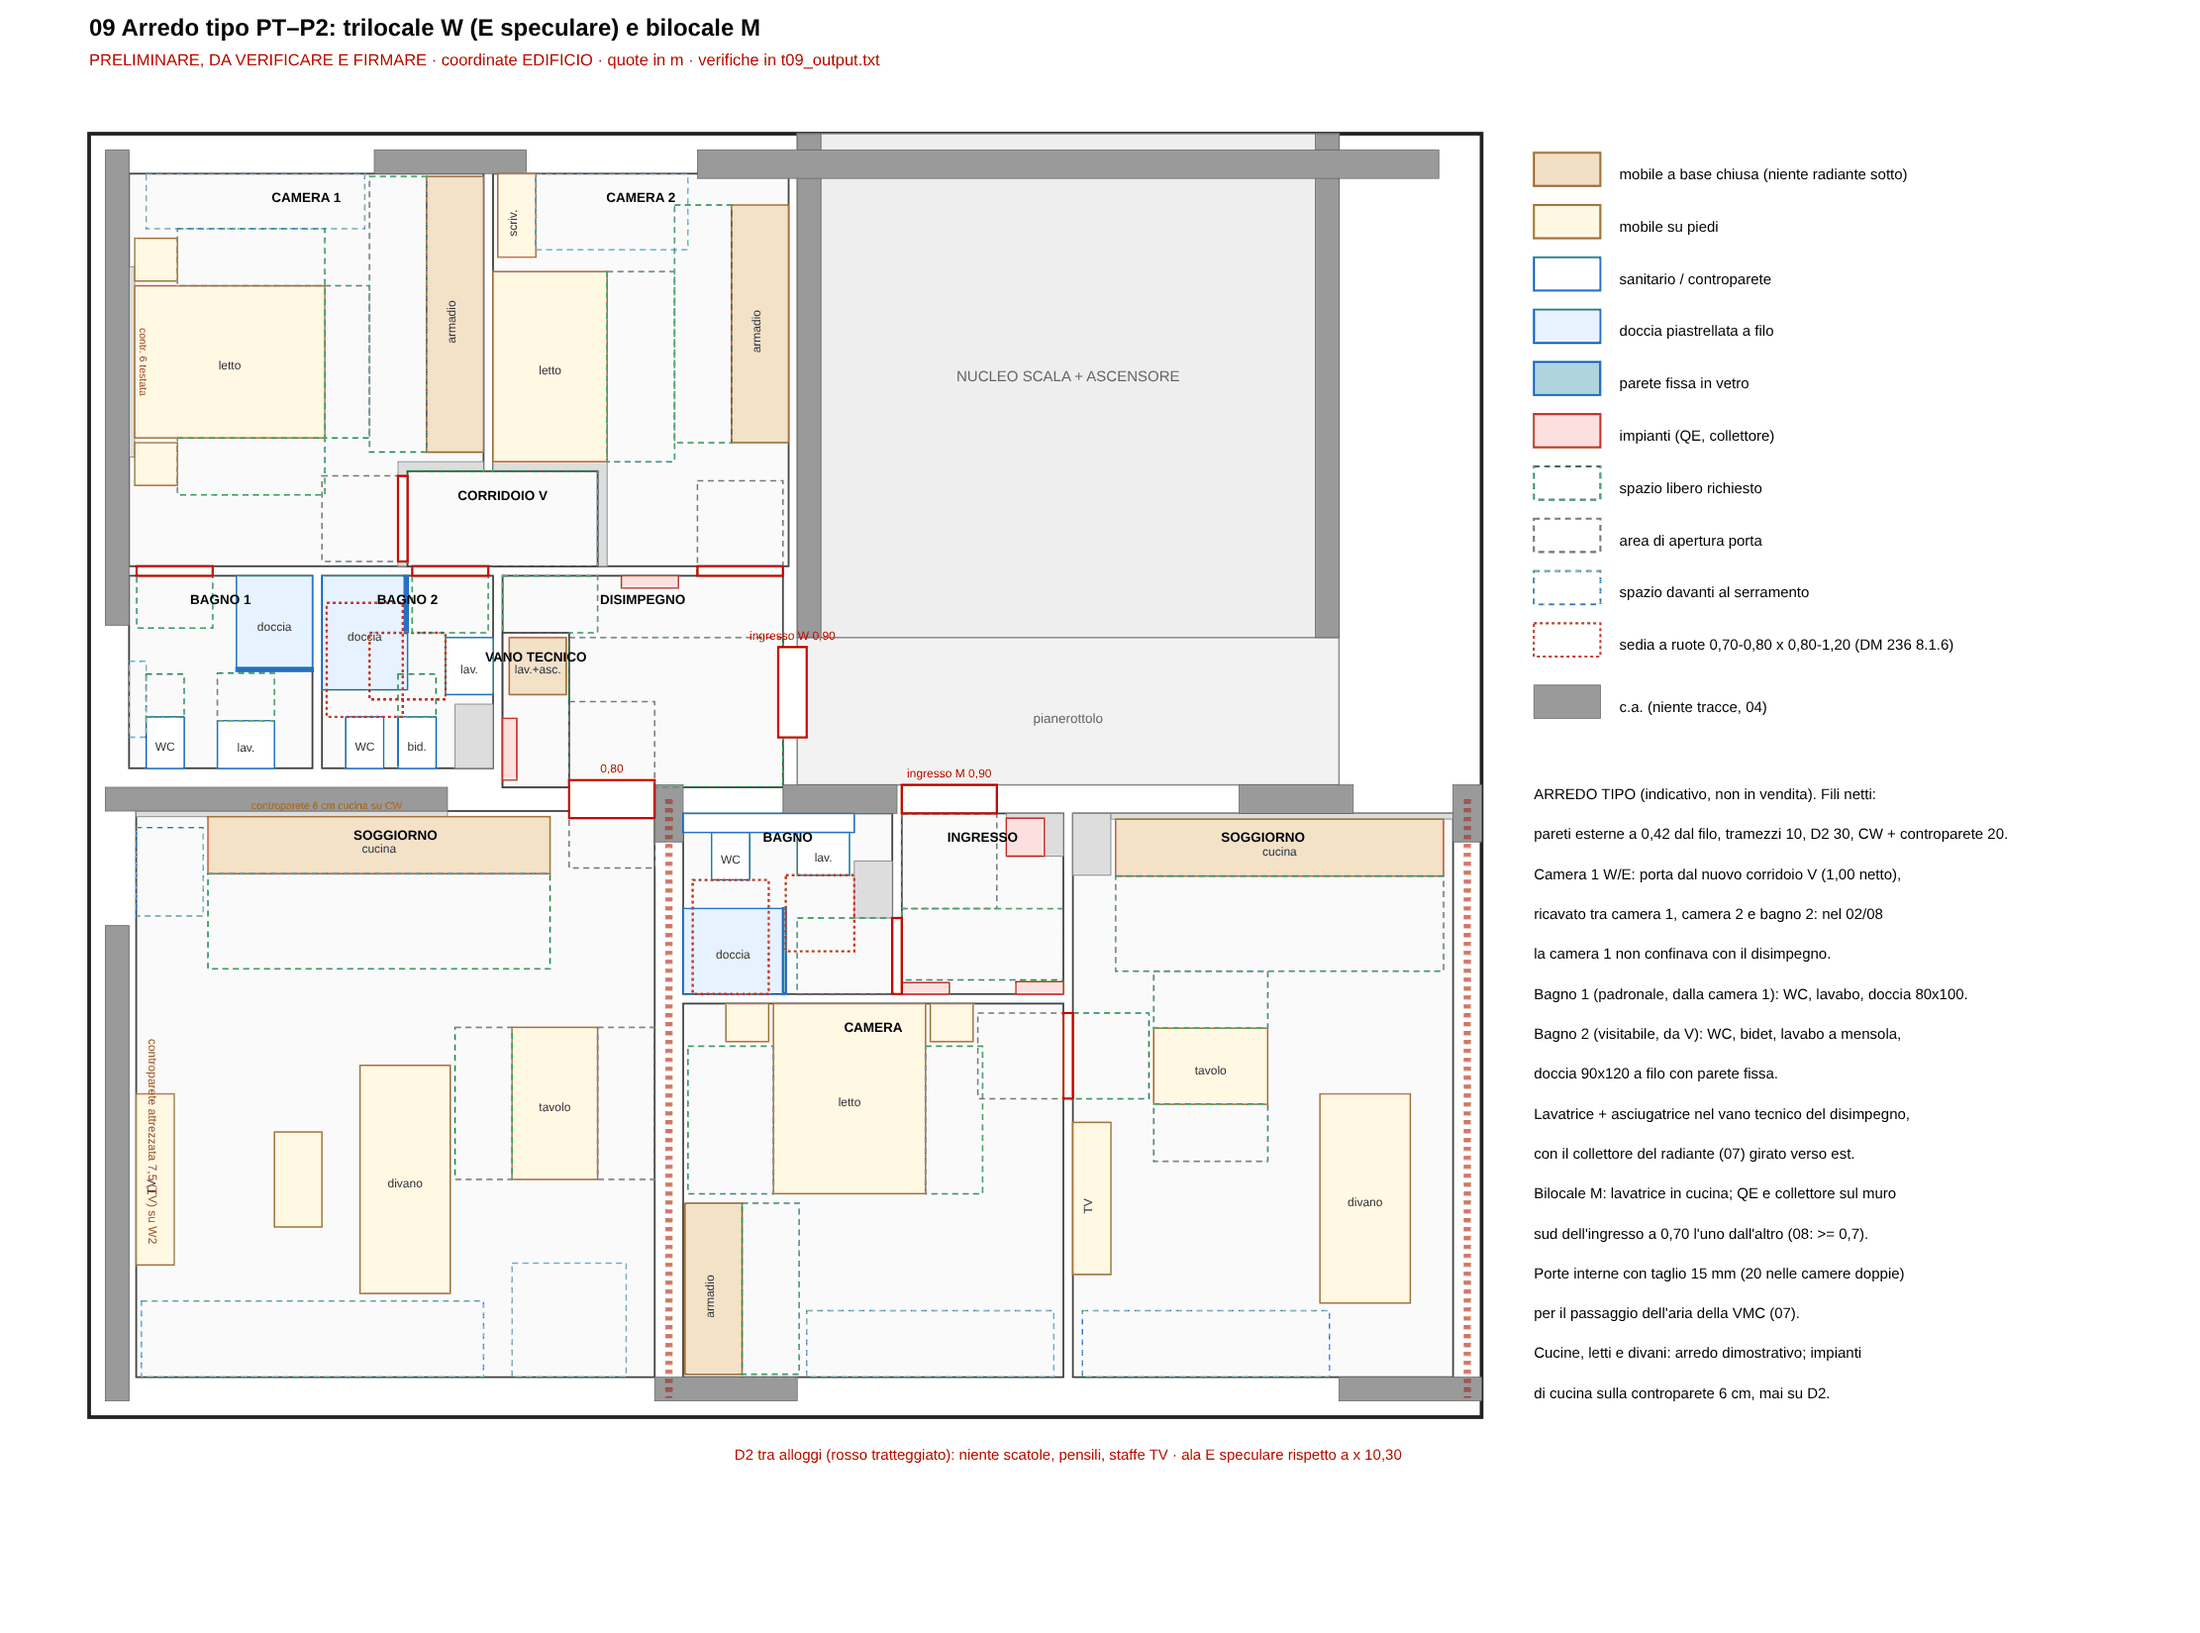 09 Arredo tipo PT–P2: trilocale W (E speculare) e bilocale M
PRELIMINARE, DA VERIFICARE E FIRMARE · coordinate EDIFICIO · quote in m · verifiche in t09_output.txt
CAMERA 1
CAMERA 2
scriv.
armadio
armadio
contr. 6 testata
letto
letto
NUCLEO SCALA + ASCENSORE
CORRIDOIO V
BAGNO 1
BAGNO 2
DISIMPEGNO
doccia
doccia
ingresso W 0,90
VANO TECNICO
lav.
lav.+asc.
pianerottolo
WC
lav.
WC
bid.
0,80
ingresso M 0,90
controparete 6 cm cucina su CW
SOGGIORNO
cucina
BAGNO
INGRESSO
SOGGIORNO
cucina
WC
lav.
doccia
CAMERA
controparete attrezzata 7,5 (TV) su W2
TV
tavolo
letto
tavolo
divano
TV
divano
armadio
mobile a base chiusa (niente radiante sotto)
mobile su piedi
sanitario / controparete
doccia piastrellata a filo
parete fissa in vetro
impianti (QE, collettore)
spazio libero richiesto
area di apertura porta
spazio davanti al serramento
sedia a ruote 0,70-0,80 x 0,80-1,20 (DM 236 8.1.6)
c.a. (niente tracce, 04)
ARREDO TIPO (indicativo, non in vendita). Fili netti:
pareti esterne a 0,42 dal filo, tramezzi 10, D2 30, CW + controparete 20.
Camera 1 W/E: porta dal nuovo corridoio V (1,00 netto),
ricavato tra camera 1, camera 2 e bagno 2: nel 02/08
la camera 1 non confinava con il disimpegno.
Bagno 1 (padronale, dalla camera 1): WC, lavabo, doccia 80x100.
Bagno 2 (visitabile, da V): WC, bidet, lavabo a mensola,
doccia 90x120 a filo con parete fissa.
Lavatrice + asciugatrice nel vano tecnico del disimpegno,
con il collettore del radiante (07) girato verso est.
Bilocale M: lavatrice in cucina; QE e collettore sul muro
sud dell'ingresso a 0,70 l'uno dall'altro (08: >= 0,7).
Porte interne con taglio 15 mm (20 nelle camere doppie)
per il passaggio dell'aria della VMC (07).
Cucine, letti e divani: arredo dimostrativo; impianti
di cucina sulla controparete 6 cm, mai su D2.
D2 tra alloggi (rosso tratteggiato): niente scatole, pensili, staffe TV · ala E speculare rispetto a x 10,30